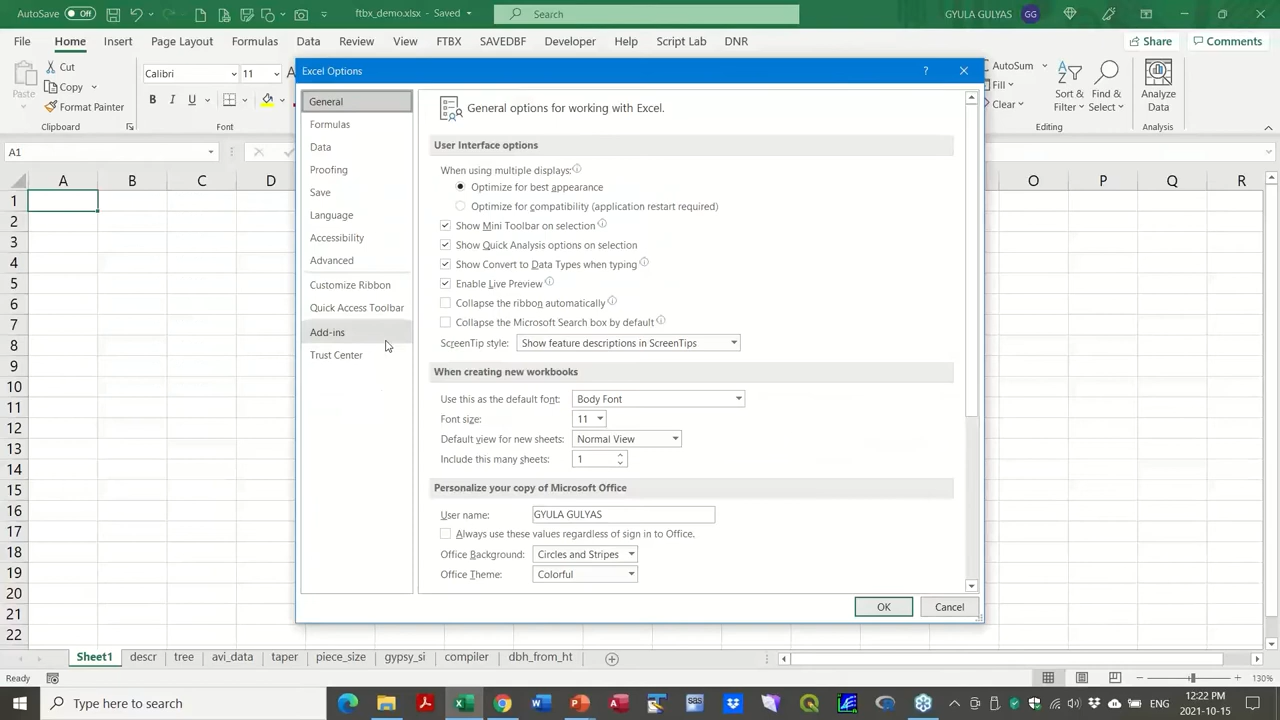 AutoSave Off ftbx_demo.xlsx Search GYULA GULYAS GG
File Home Insert Page Layout Formulas Data Review View FTBX SAVEDBF Developer Help Script Lab DNR Share Comments
Cut
Copy
Format Painter
Clipboard
Calibri 11
B I U
Font
AutoSum
Fill
Clear
Sort & Filter
Find & Select
Editing
Analyze Data
Analysis
A1
A B C D O P Q R
1
2
3
4
5
6
7
8
9
10
11
12
13
14
15
16
17
18
19
20
21
22
Excel Options
General
Formulas
Data
Proofing
Save
Language
Accessibility
Advanced
Customize Ribbon
Quick Access Toolbar
Add-ins
Trust Center
General options for working with Excel.
User Interface options
When using multiple displays:
Optimize for best appearance
Optimize for compatibility (application restart required)
Show Mini Toolbar on selection
Show Quick Analysis options on selection
Show Convert to Data Types when typing
Enable Live Preview
Collapse the ribbon automatically
Collapse the Microsoft Search box by default
ScreenTip style: Show feature descriptions in ScreenTips
When creating new workbooks
Use this as the default font: Body Font
Font size: 11
Default view for new sheets: Normal View
Include this many sheets: 1
Personalize your copy of Microsoft Office
User name: GYULA GULYAS
Always use these values regardless of sign in to Office.
Office Background: Circles and Stripes
Office Theme: Colorful
OK Cancel
Sheet1 descr tree avi_data taper piece_size gypsy_si compiler dbh_from_ht
Ready 130%
Type here to search
ENG
12:22 PM
2021-10-15